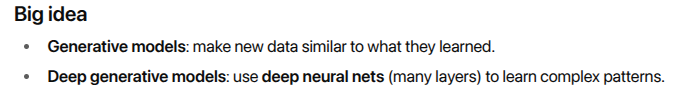 Big idea
• Generative models: make new data similar to what they learned.
• Deep generative models: use deep neural nets (many layers) to learn complex patterns.